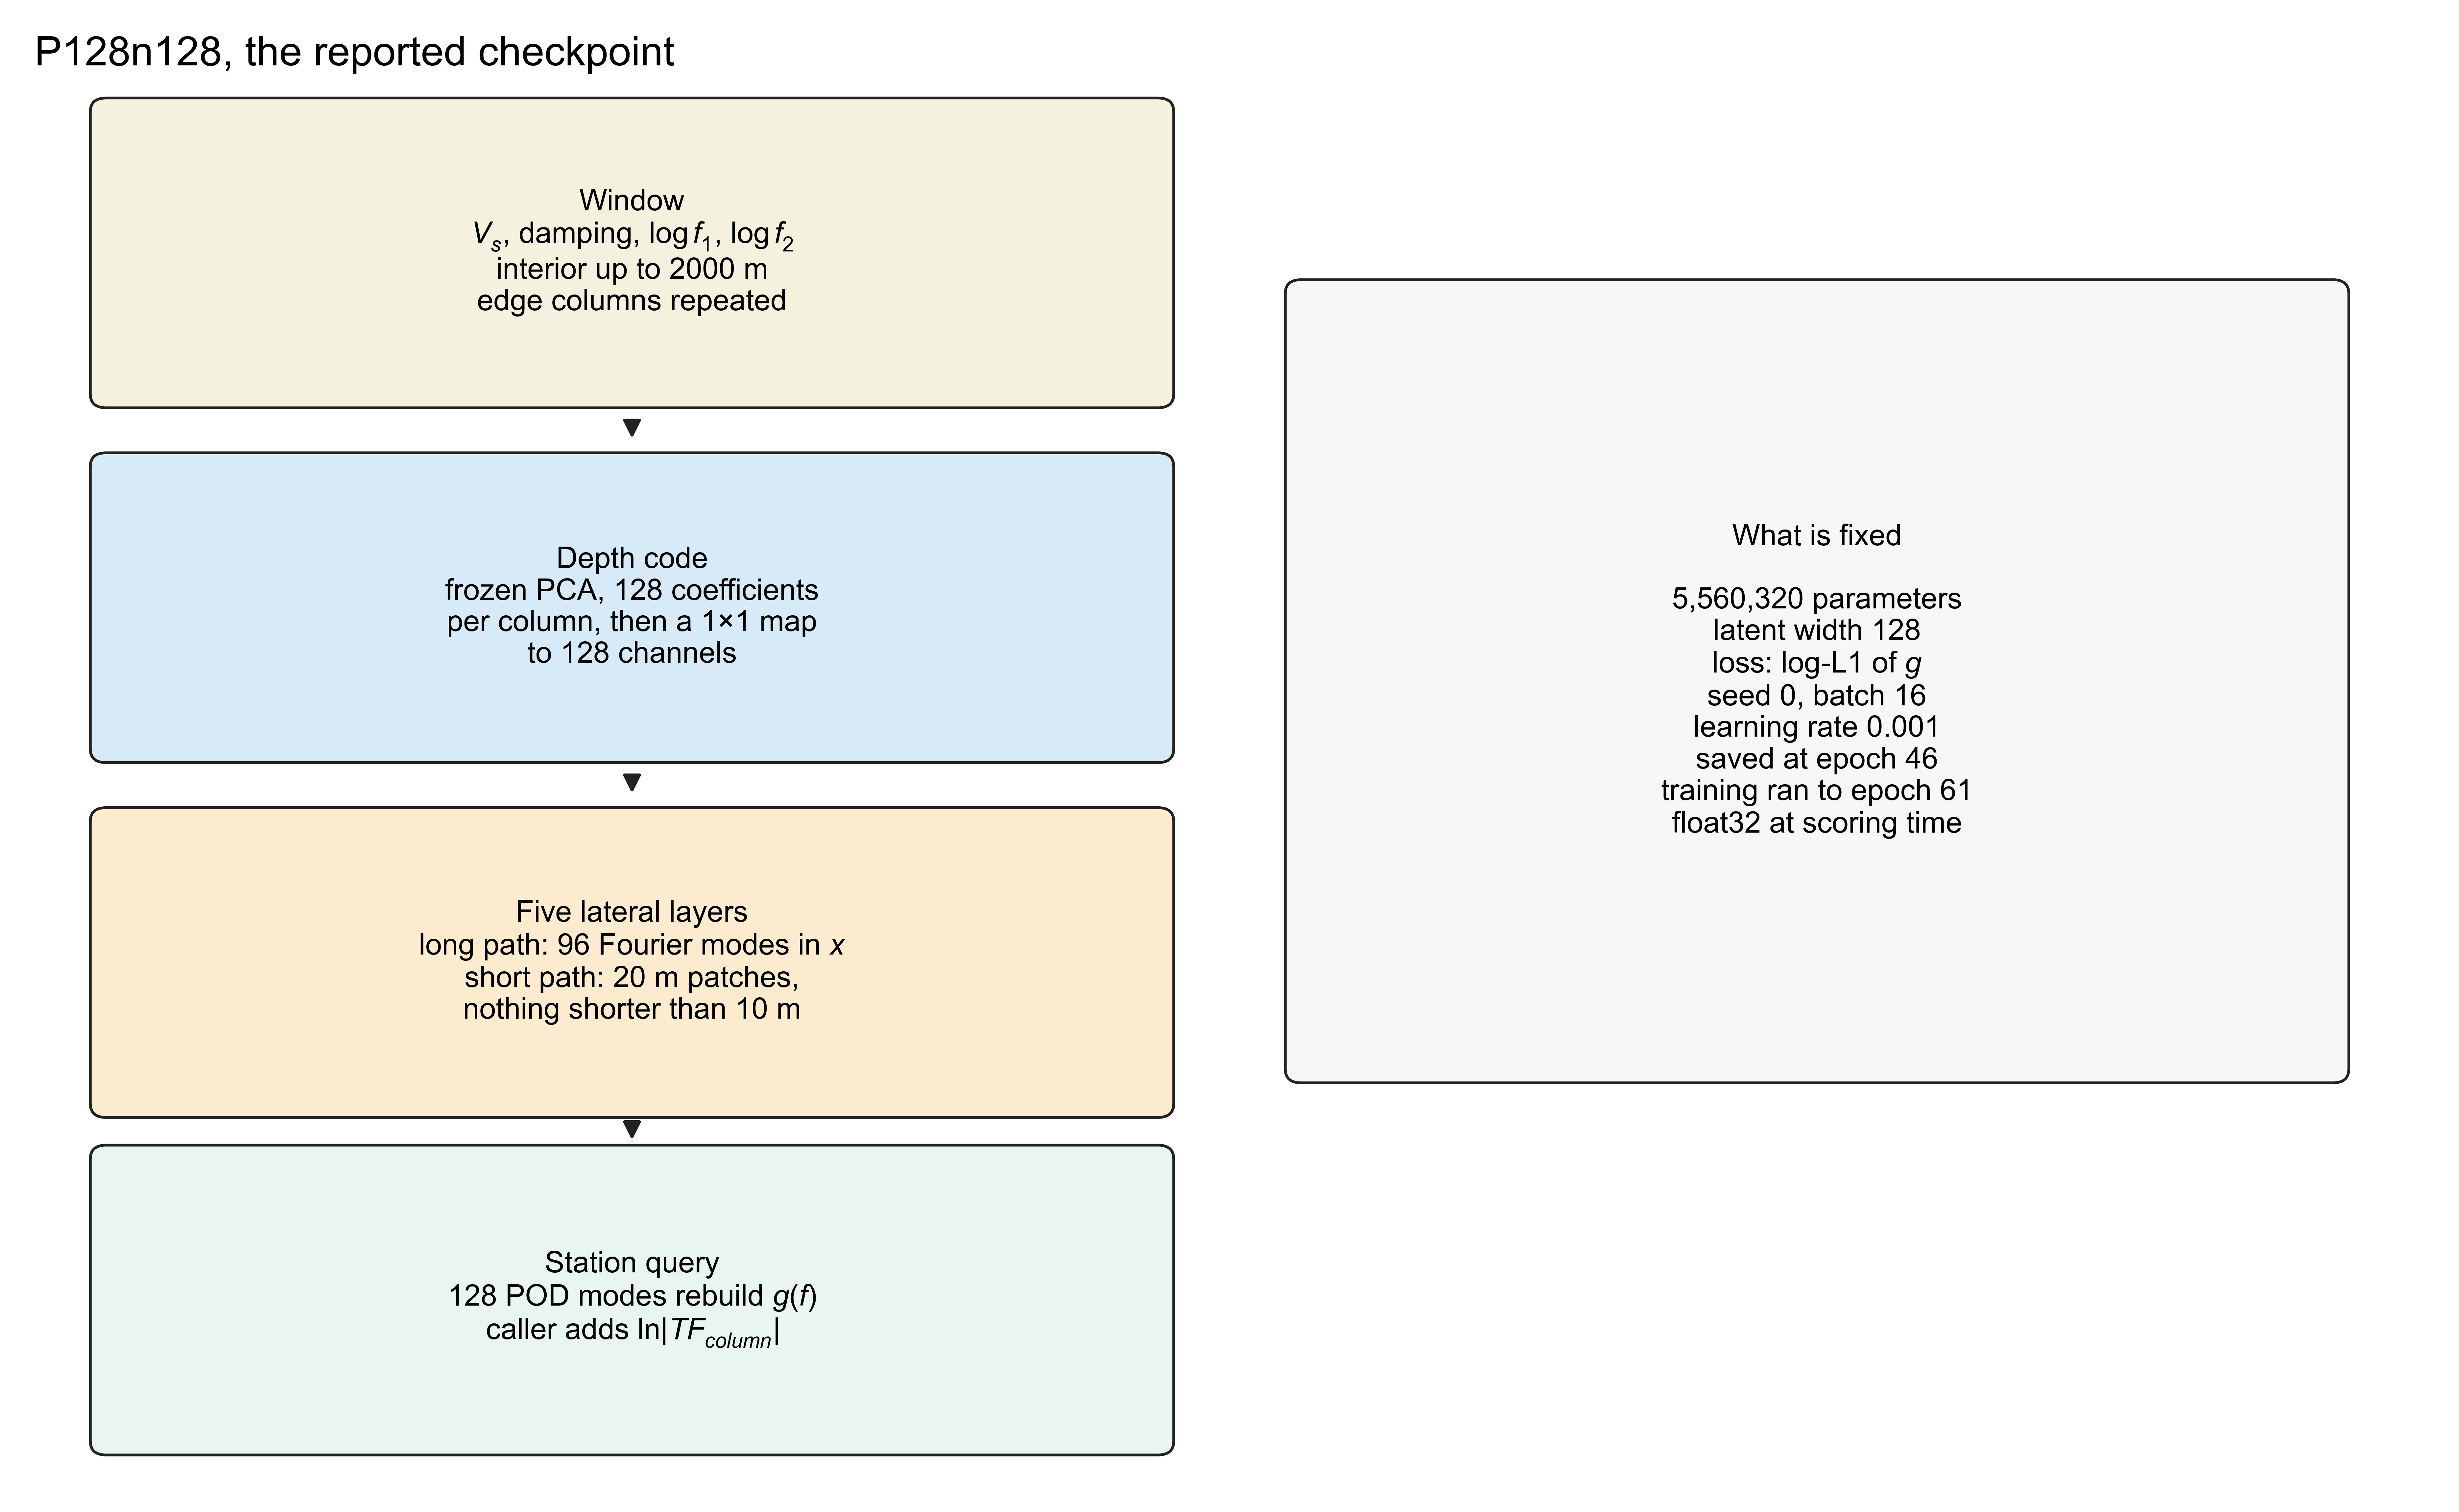 P128n128, the reported checkpoint
Window
Vs, damping, log f1, log f2
interior up to 2000 m
edge columns repeated
Depth code
frozen PCA, 128 coefficients
per column, then a 1×1 map
to 128 channels
Five lateral layers
long path: 96 Fourier modes in x
short path: 20 m patches,
nothing shorter than 10 m
Station query
128 POD modes rebuild g(f)
caller adds ln|TFcolumn|
What is fixed
5,560,320 parameters
latent width 128
loss: log-L1 of g
seed 0, batch 16
learning rate 0.001
saved at epoch 46
training ran to epoch 61
float32 at scoring time